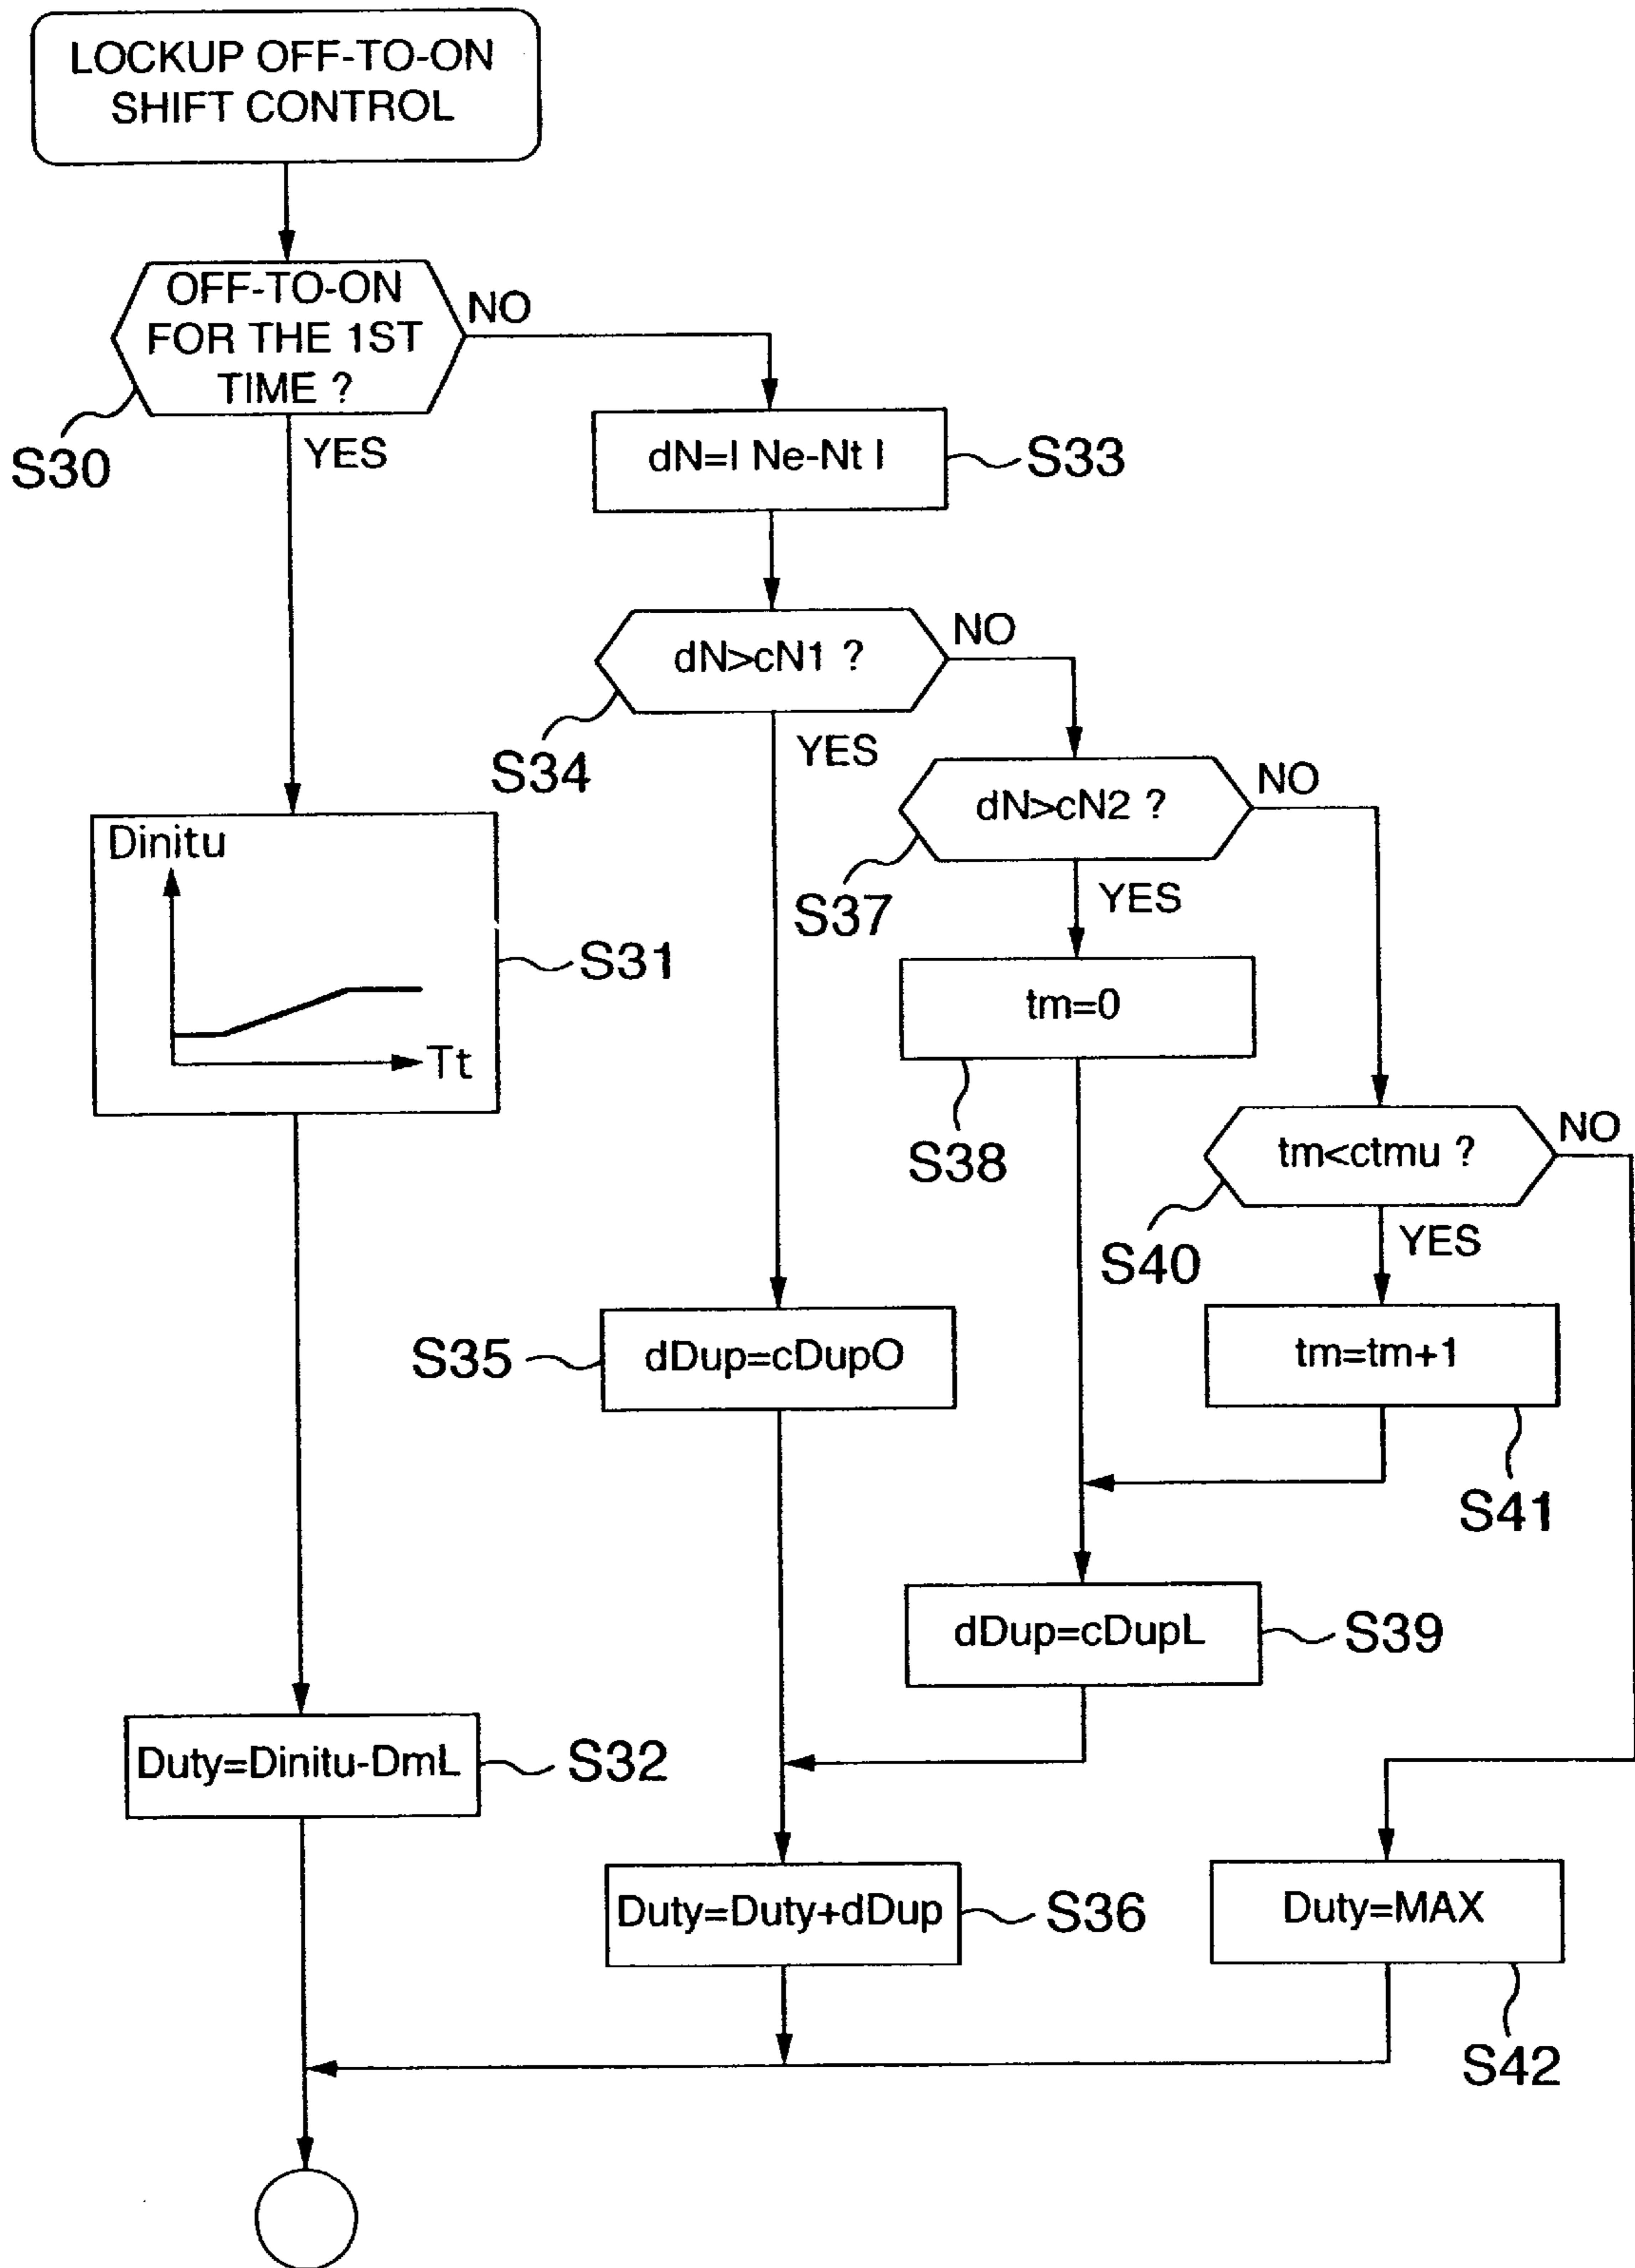 LOCKUP OFF-TO-ON
SHIFT CONTROL
OFF-TO-ON
FOR THE 1ST
TIME ?
NO
S30
YES
dN=| Ne-Nt |
S33
dN>cN1 ?
NO
S34
YES
dN>cN2 ?
NO
S37
YES
Dinitu
Tt
S31
tm=0
S38
tm<ctmu ?
NO
S40
YES
S35
dDup=cDupO
tm=tm+1
S41
dDup=cDupL
S39
Duty=Dinitu-DmL
S32
Duty=Duty+dDup
S36
Duty=MAX
S42